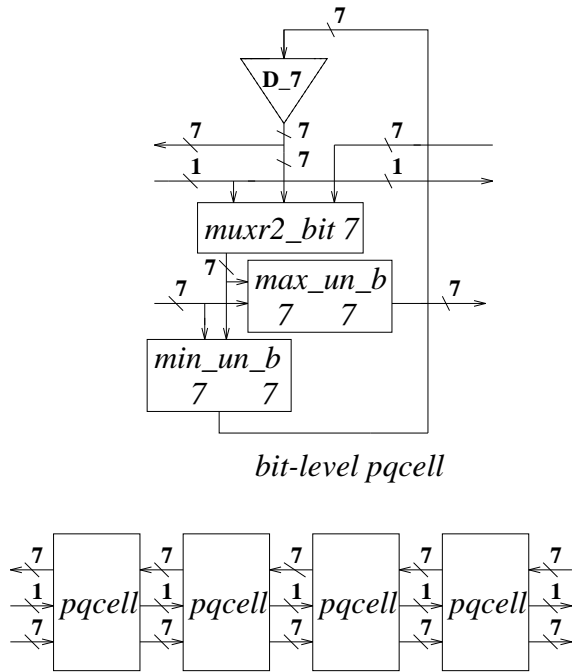 7
D_7
7 7 7
7
1 1
muxr2_bit 7
7
7 max_un_b 7
7 7
min_un_b
7 7
bit-level pqcell
7 7 7 7 7
1 1 1 1 1
pqcell pqcell pqcell pqcell
7 7 7 7 7